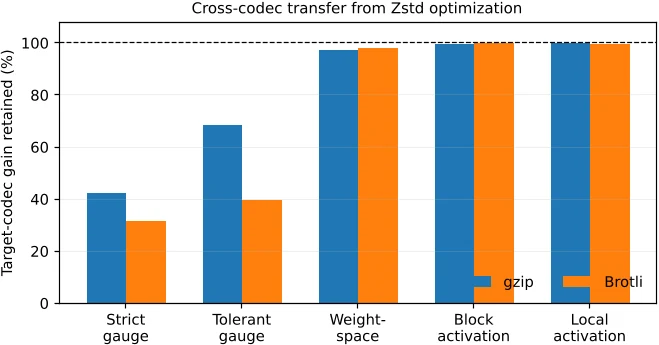 Cross-codec transfer from Zstd optimization
Target-codec gain retained (%)
100
80
60
40
20
0
gzip
Brotli
Strict
gauge
Tolerant
gauge
Weight-
space
Block
activation
Local
activation